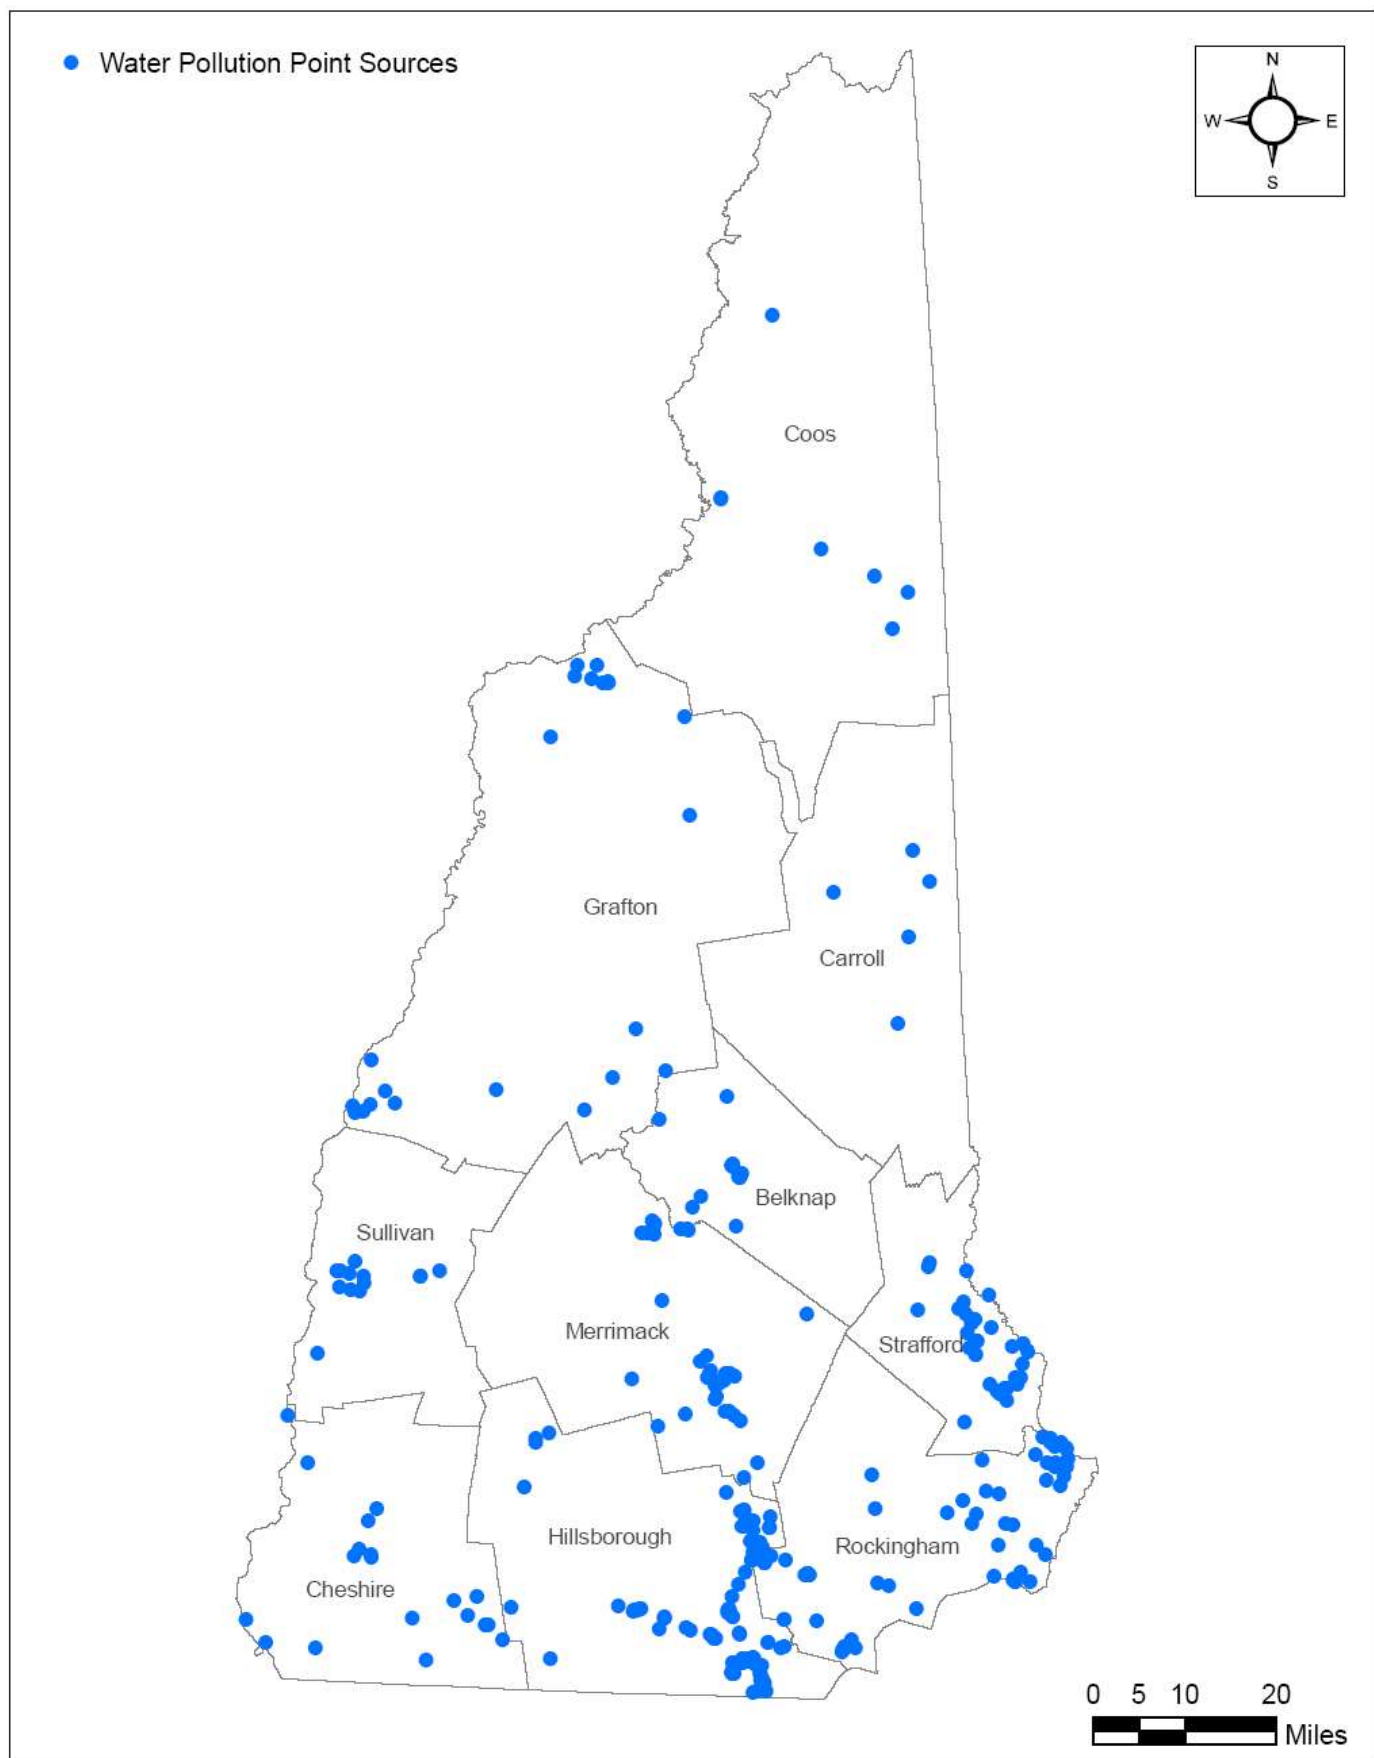 Water Pollution Point Sources
N
W E
S
Coos
Grafton
Carroll
Belknap
Sullivan
Merrimack
Strafford
Hillsborough
Rockingham
Cheshire
0 5 10 20
Miles